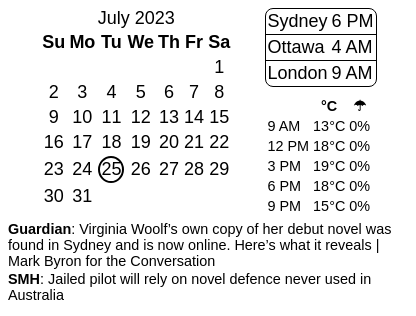 July 2023
Su Mo Tu We Th Fr Sa
1
2 3 4 5 6 7 8
9 10 11 12 13 14 15
16 17 18 19 20 21 22
23 24 25 26 27 28 29
30 31
Sydney 6 PM
Ottawa 4 AM
London 9 AM
°C ☂
9 AM 13°C 0%
12 PM 18°C 0%
3 PM 19°C 0%
6 PM 18°C 0%
9 PM 15°C 0%
Guardian: Virginia Woolf’s own copy of her debut novel was
found in Sydney and is now online. Here’s what it reveals |
Mark Byron for the Conversation
SMH: Jailed pilot will rely on novel defence never used in
Australia